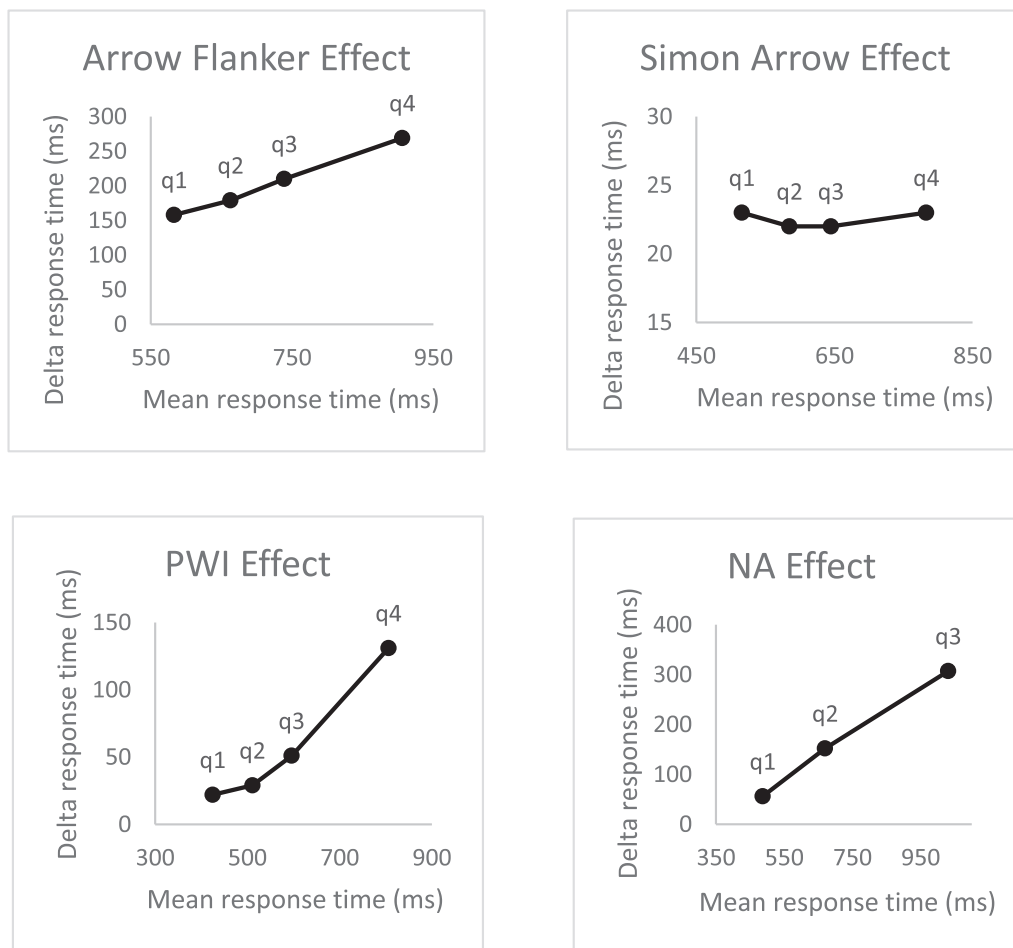 Arrow Flanker Effect
Delta response time (ms)
300
250
200
150
100
50
0
q1
q2
q3
q4
550
750
950
Mean response time (ms)
Simon Arrow Effect
Delta response time (ms)
30
25
20
15
q1
q2
q3
q4
450
650
850
Mean response time (ms)
PWI Effect
Delta response time (ms)
150
100
50
0
q1
q2
q3
q4
300
500
700
900
Mean response time (ms)
NA Effect
Delta response time (ms)
400
300
200
100
0
q1
q2
q3
350
550
750
950
Mean response time (ms)